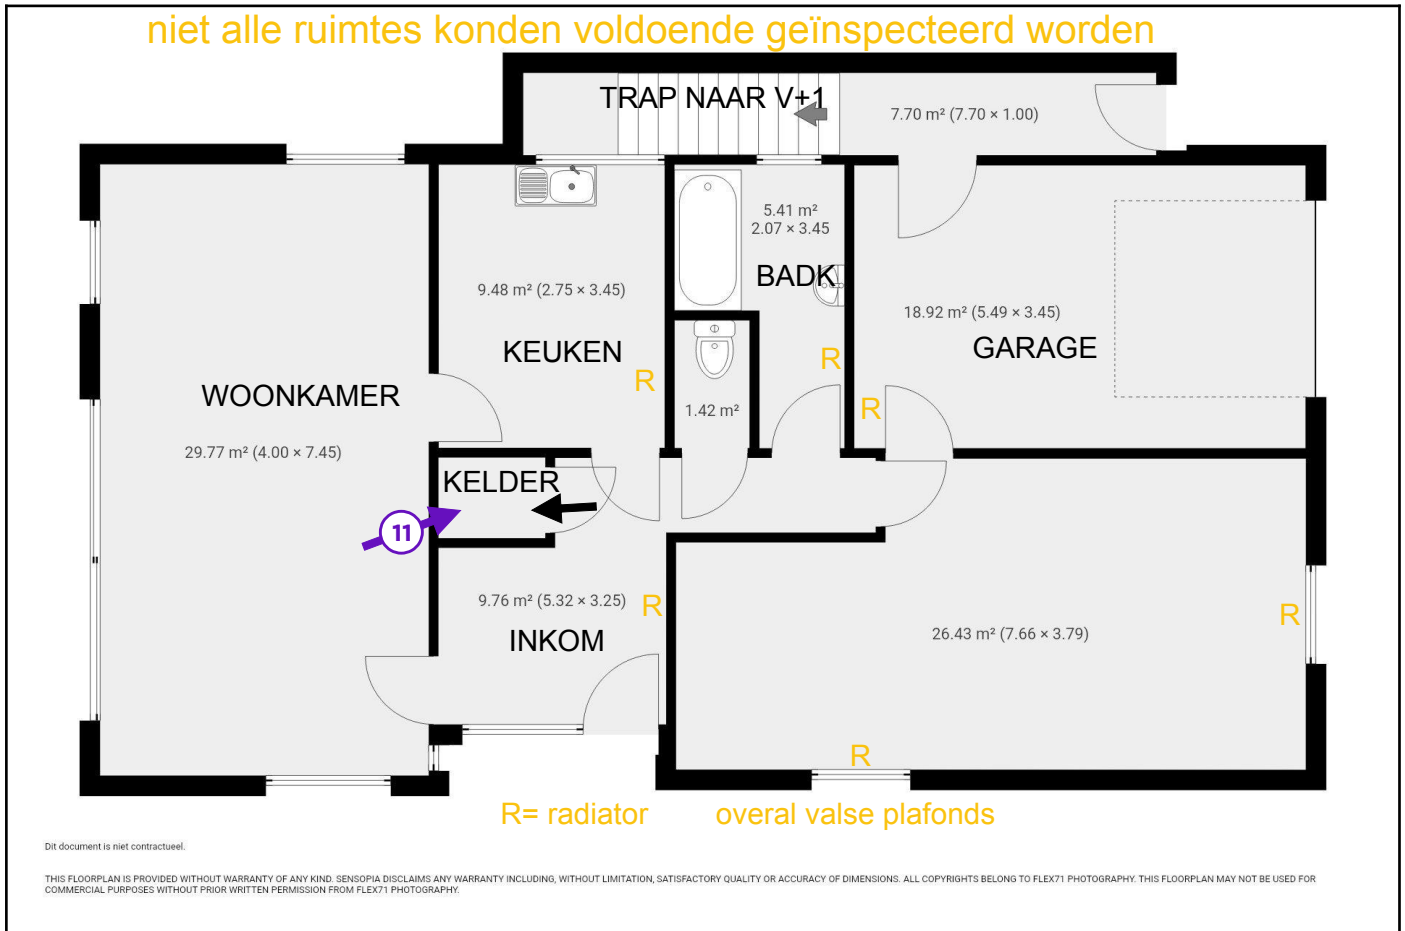 niet alle ruimtes konden voldoende geïnspecteerd worden
TRAP NAAR V+1
7.70 m² (7.70 × 1.00)
5.41 m²
2.07 × 3.45
BADK
9.48 m² (2.75 × 3.45)
KEUKEN
R
R
18.92 m² (5.49 × 3.45)
GARAGE
R
WOONKAMER
29.77 m² (4.00 × 7.45)
1.42 m²
KELDER
11
9.76 m² (5.32 × 3.25)
R
INKOM
26.43 m² (7.66 × 3.79)
R
R
R= radiator
overal valse plafonds
Dit document is niet contractueel.
THIS FLOORPLAN IS PROVIDED WITHOUT WARRANTY OF ANY KIND. SENSOPIA DISCLAIMS ANY WARRANTY INCLUDING, WITHOUT LIMITATION, SATISFACTORY QUALITY OR ACCURACY OF DIMENSIONS. ALL COPYRIGHTS BELONG TO FLEX71 PHOTOGRAPHY. THIS FLOORPLAN MAY NOT BE USED FOR
COMMERCIAL PURPOSES WITHOUT PRIOR WRITTEN PERMISSION FROM FLEX71 PHOTOGRAPHY.